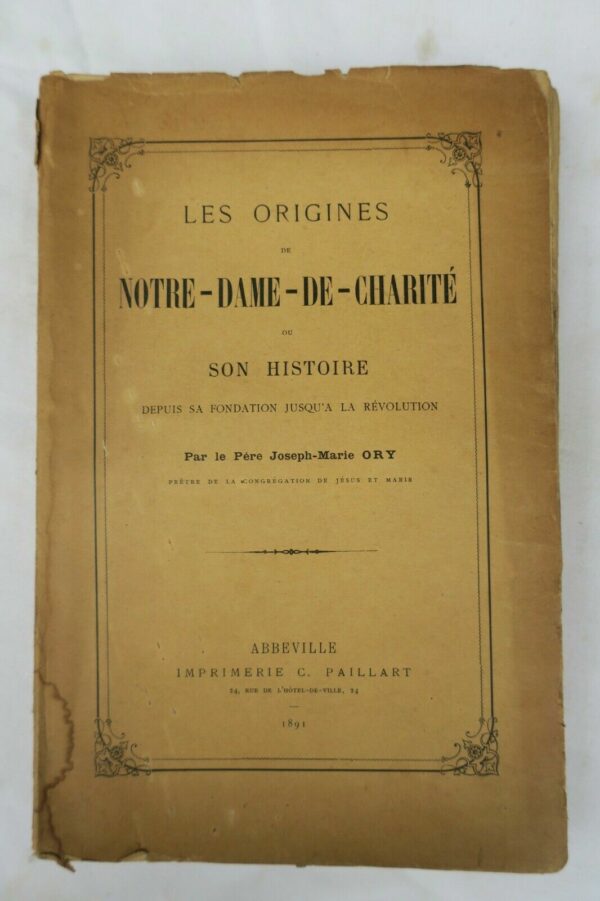 LES ORIGINES
DE
NOTRE-DAME-DE-CHARITÉ
OU
SON HISTOIRE
DEPUIS SA FONDATION JUSQU'A LA RÉVOLUTION
Par le Père Joseph-Marie ORY
PRÊTRE DE LA CONGRÉGATION DE JÉSUS ET MARIE
ABBEVILLE
IMPRIMERIE C. PAILLART
24, RUE DE L'HÔTEL-DE-VILLE, 24
1891